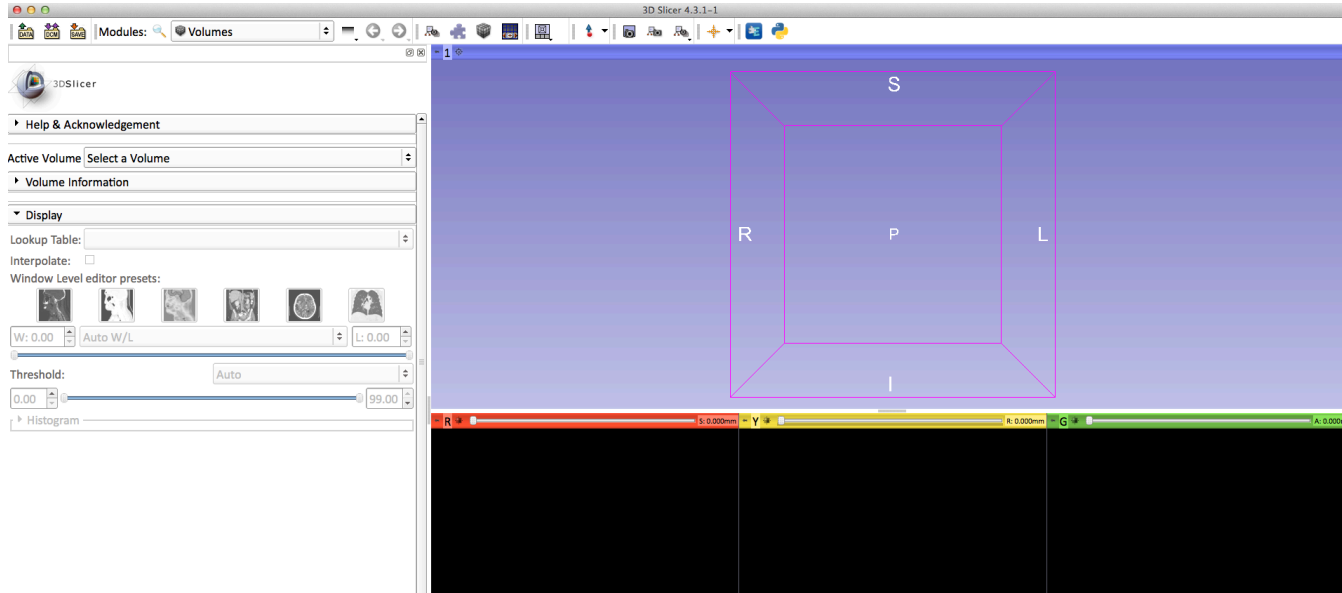 3D Slicer 4.3.1-1
DATA DCM SAVE Modules: Volumes
1
3DSlicer
Help & Acknowledgement
Active Volume Select a Volume
Volume Information
Display
Lookup Table:
Interpolate:
Window Level editor presets:
W: 0.00 Auto W/L L: 0.00
Threshold: Auto
0.00 99.00
Histogram
S
R P L
I
R S: 0.000mm Y R: 0.000mm G A: 0.000